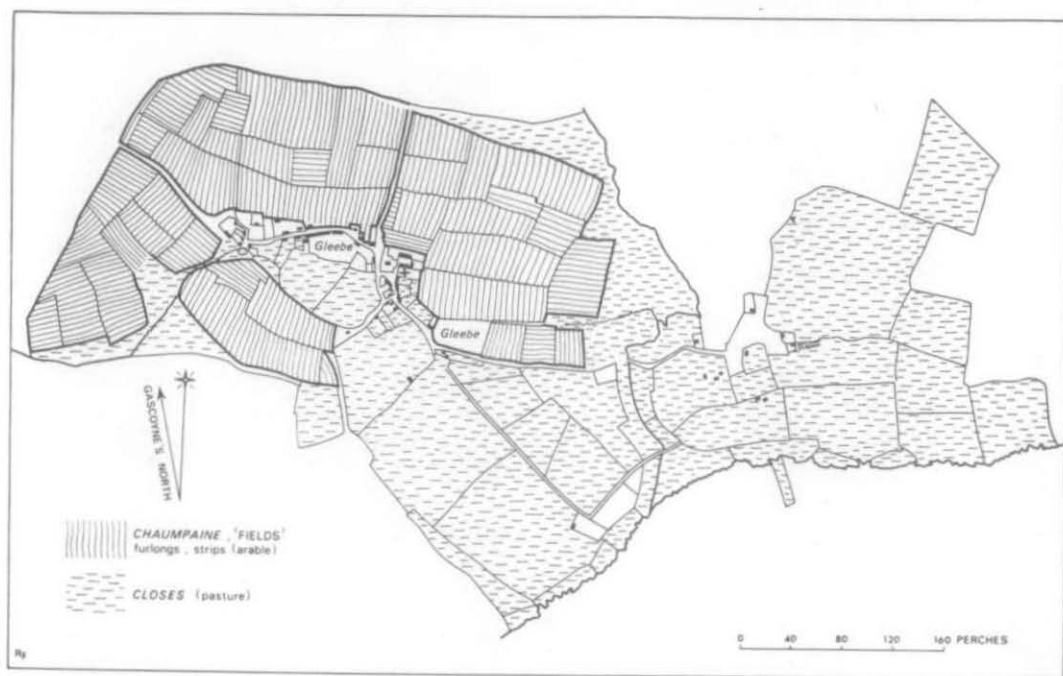 Gleebe
Gleebe
GASCOYNE'S NORTH
CHAUMPAINE, 'FIELDS'
furlongs, strips (arable)
CLOSES (pasture)
0 40 80 120 160 PERCHES